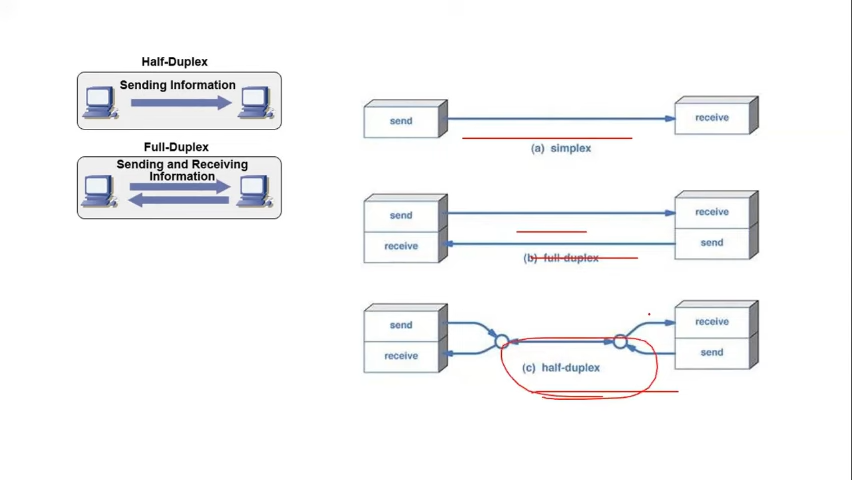 Half-Duplex
Sending Information
Full-Duplex
Sending and Receiving
Information
send
receive
(a) simplex
send
receive
receive
send
(b) full-duplex
send
receive
receive
send
(c) half-duplex